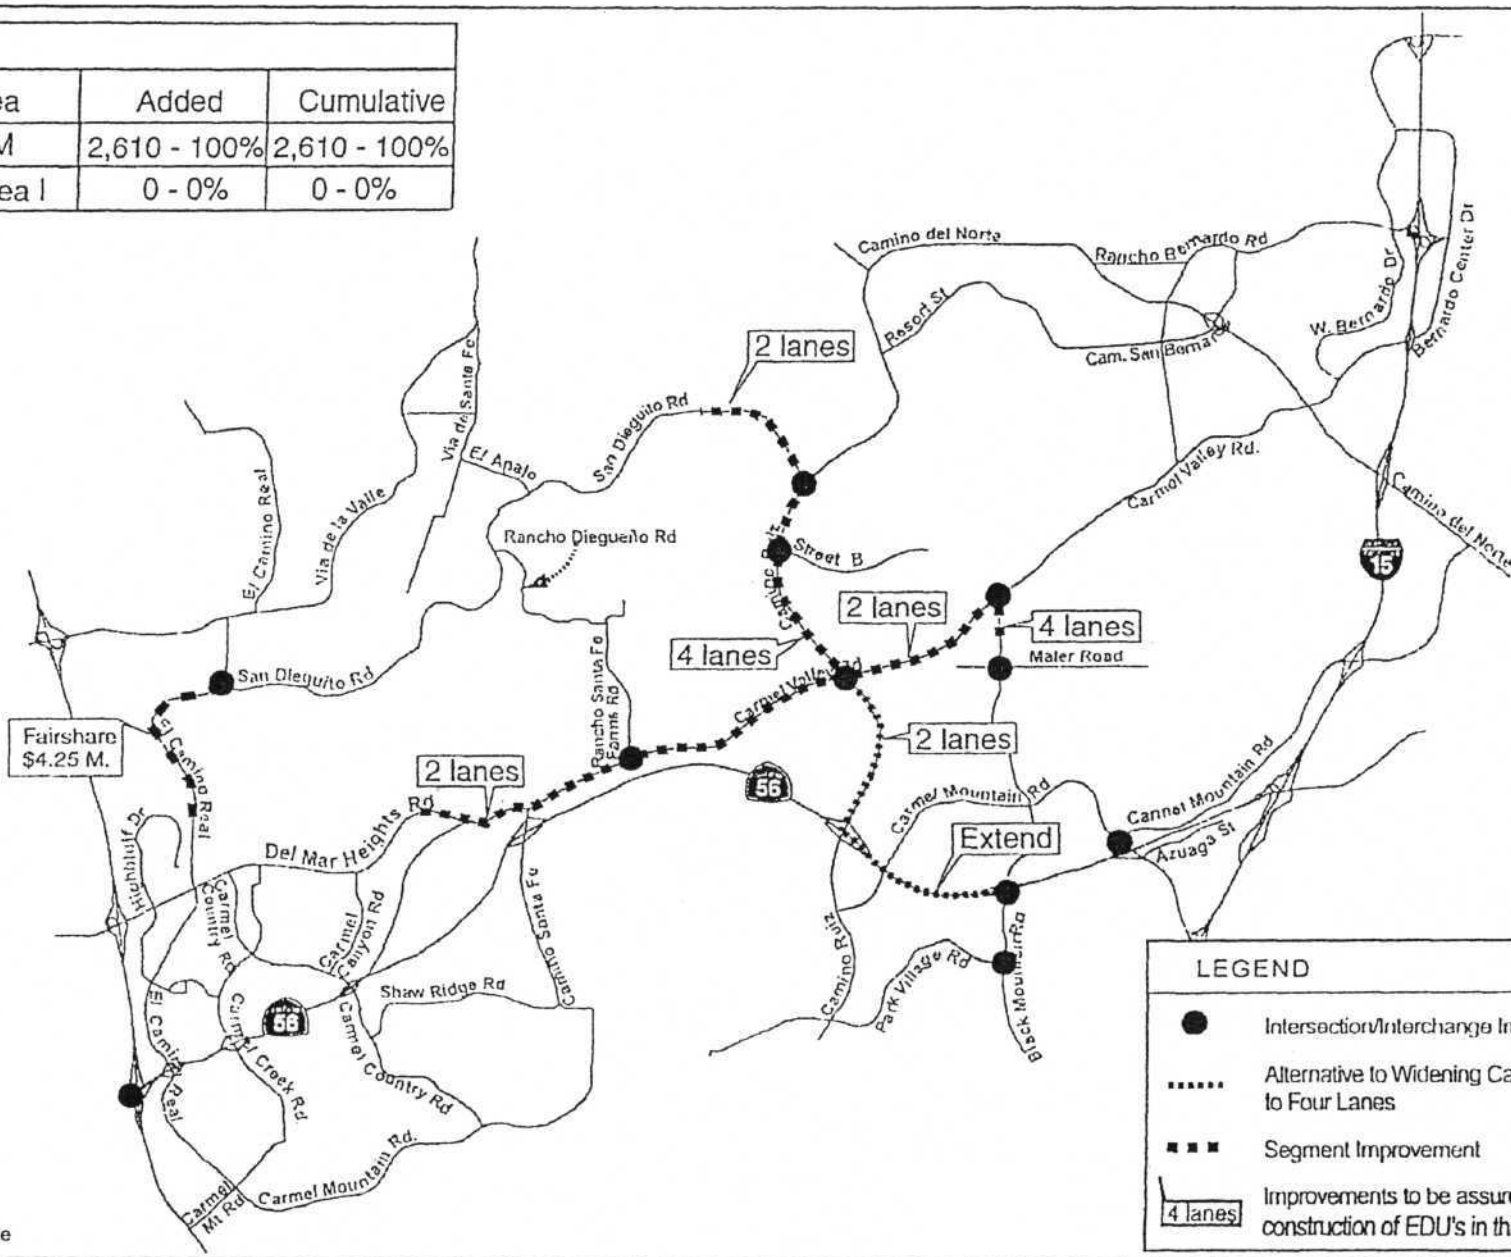 ea Added Cumulative
M 2,610 - 100% 2,610 - 100%
ea I 0 - 0% 0 - 0%
Camino del Norte
Rancho Bernardo Rd
Resort St
Cam. San Bernardo
W. Bernardo Dr
Bernardo Center Dr
2 lanes
San Dieguito Rd
Via de Santa Fe
El Apajo
El Camino Real
Via de la Valle
Carmol Valley Rd.
Camino del Norte
Rancho Diegueño Rd
Street B
Camino Ruiz
15
2 lanes
4 lanes
4 lanes
Maler Road
San Dieguito Rd
Rancho Santa Fe
Farms Rd
Carmel Valley Rd
Fairshare
$4.25 M.
El Camino Real
2 lanes
2 lanes
56
Carmel Mountain Rd
Cannel Mountain Rd
Azuaga St
Extend
Del Mar Heights Rd
Highbluff Dr
Carmel
Country Rd
Carmel
Canyon Rd
Camino Santa Fe
Shaw Ridge Rd
Camino Ruiz
Park Village Rd
Black Mountain Rd
56
El Camino Real
Carmel Creek Rd
Carmel Country Rd
Carmel Mountain Rd.
Carmel
Mt Rd
e
LEGEND
Intersection/Interchange In
Alternative to Widening Ca
to Four Lanes
Segment Improvement
4 lanes
Improvements to be assure
construction of EDU's in th